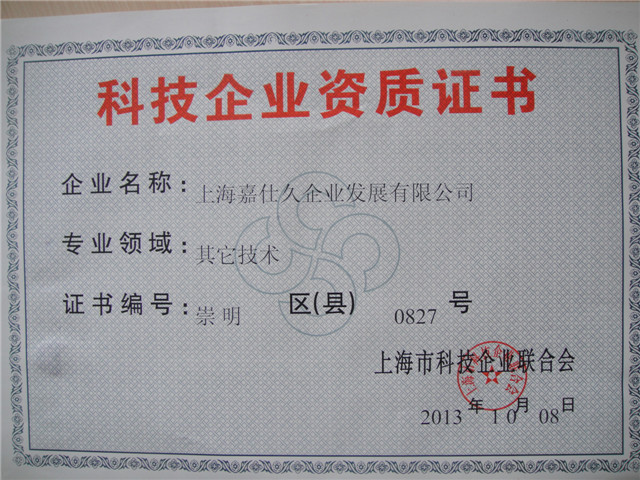 科技企业资质证书
企业名称：上海嘉仕久企业发展有限公司
专业领域：其它技术
证书编号：崇明 区(县) 0827 号
上海市科技企业联合会
2013 年 10 月 08 日